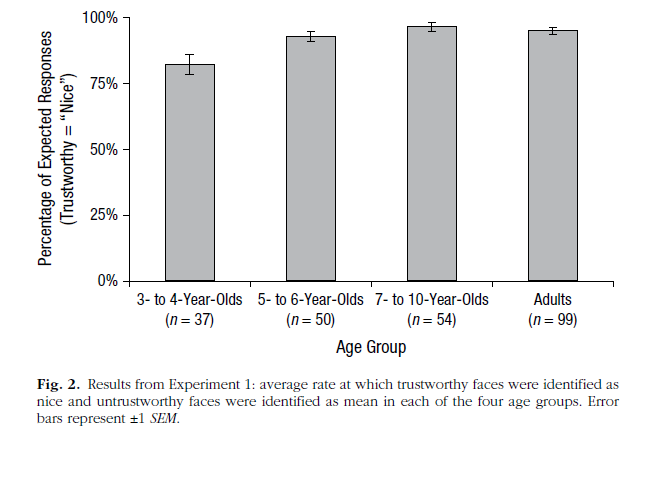 Percentage of Expected Responses
(Trustworthy = “Nice”)
100%
75%
50%
25%
0%
3- to 4-Year-Olds
(n = 37)
5- to 6-Year-Olds
(n = 50)
7- to 10-Year-Olds
(n = 54)
Adults
(n = 99)
Age Group
Fig. 2. Results from Experiment 1: average rate at which trustworthy faces were identified as
nice and untrustworthy faces were identified as mean in each of the four age groups. Error
bars represent ±1 SEM.